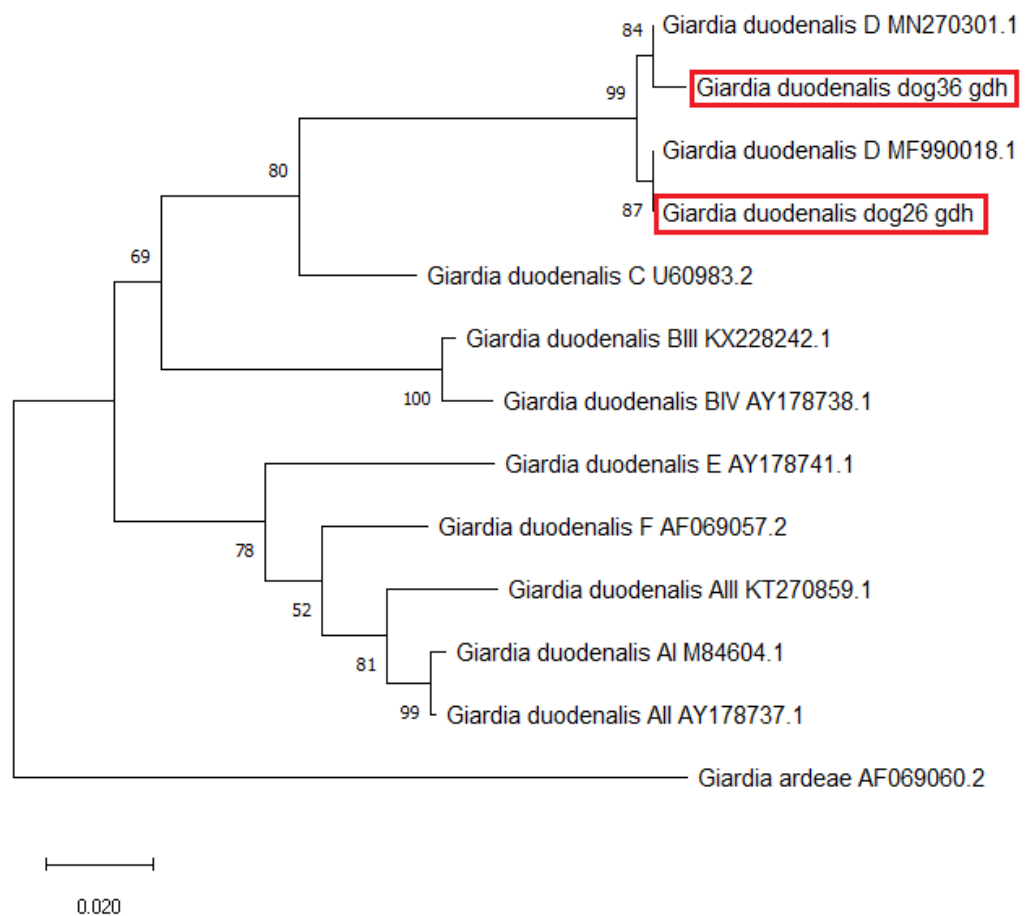 84
Giardia duodenalis D MN270301.1
Giardia duodenalis dog36 gdh
99
Giardia duodenalis D MF990018.1
87
Giardia duodenalis dog26 gdh
80
Giardia duodenalis C U60983.2
69
Giardia duodenalis BIII KX228242.1
100
Giardia duodenalis BIV AY178738.1
Giardia duodenalis E AY178741.1
Giardia duodenalis F AF069057.2
78
Giardia duodenalis AIII KT270859.1
52
Giardia duodenalis AI M84604.1
81
99
Giardia duodenalis AII AY178737.1
Giardia ardeae AF069060.2
0.020